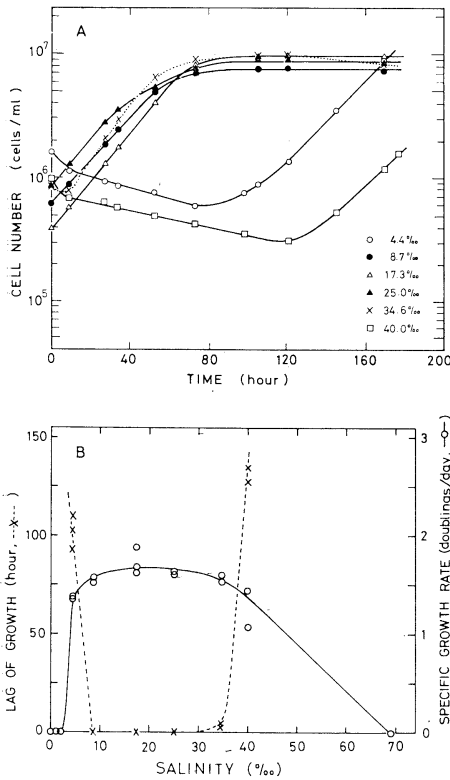 A
10⁷
10⁶
10⁵
CELL NUMBER (cells / ml)
○ 4.4‰
● 8.7‰
△ 17.3‰
▲ 25.0‰
× 34.6‰
□ 40.0‰
0 40 80 120 160 200
TIME (hour)
B
150
100
75
50
25
0
LAG OF GROWTH (hour, ---x---)
3
2
1
0
SPECIFIC GROWTH RATE (doublings/day, —o—)
0 10 20 30 40 50 60 70
SALINITY (‰)